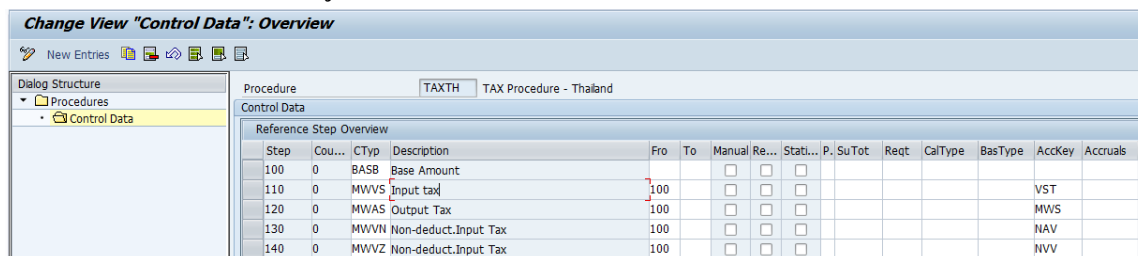 Change View "Control Data": Overview
New Entries
Dialog Structure
Procedures
Control Data
Procedure TAXTH TAX Procedure - Thailand
Control Data
Reference Step Overview
Step Cou... CTyp Description Fro To Manual Re... Stati... P. SuTot Reqt CalType BasType AccKey Accruals
100 0 BASB Base Amount
110 0 MWVS Input tax 100 VST
120 0 MWAS Output Tax 100 MWS
130 0 MWVN Non-deduct.Input Tax 100 NAV
140 0 MWVZ Non-deduct.Input Tax 100 NVV